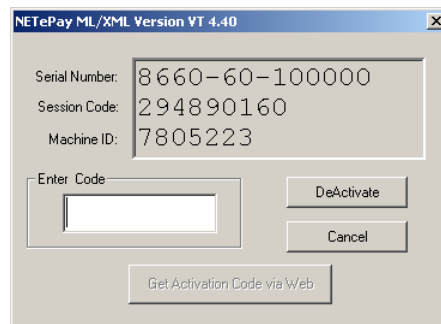 NETePay ML/XML Version VT 4.40
Serial Number: 8660-60-100000
Session Code: 294890160
Machine ID: 7805223
Enter Code
DeActivate
Cancel
Get Activation Code via Web